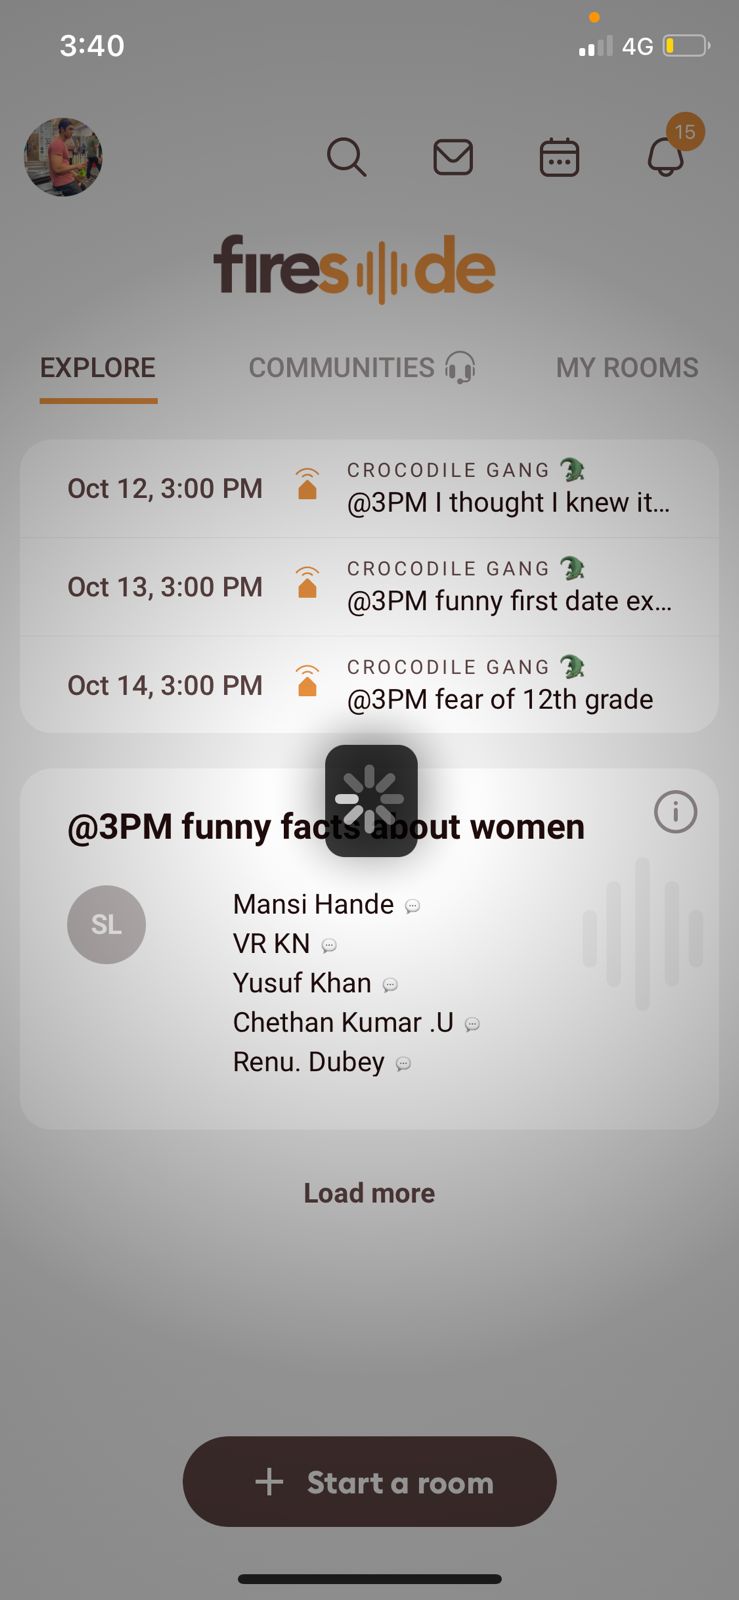 3:40
4G
15
fireside
EXPLORE
COMMUNITIES
MY ROOMS
Oct 12, 3:00 PM
CROCODILE GANG 🐊
@3PM I thought I knew it...
Oct 13, 3:00 PM
CROCODILE GANG 🐊
@3PM funny first date ex...
Oct 14, 3:00 PM
CROCODILE GANG 🐊
@3PM fear of 12th grade
@3PM funny facts about women
SL
Mansi Hande 💬
VR KN 💬
Yusuf Khan 💬
Chethan Kumar .U 💬
Renu. Dubey 💬
Load more
+ Start a room